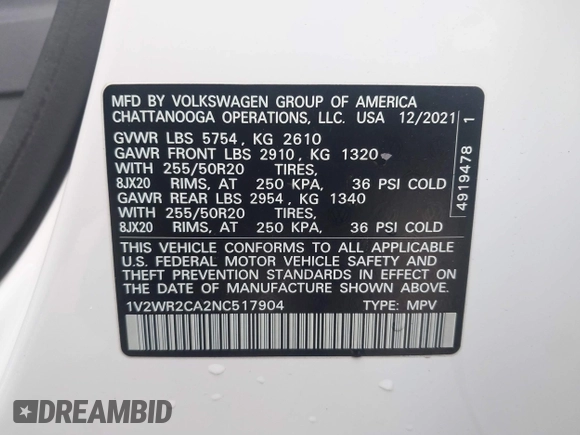 MFD BY VOLKSWAGEN GROUP OF AMERICA
CHATTANOOGA OPERATIONS, LLC. USA 12/2021
GVWR LBS 5754 , KG 2610
GAWR FRONT LBS 2910 , KG 1320
WITH 255/50R20 TIRES,
8JX20 RIMS, AT 250 KPA, 36 PSI COLD
GAWR REAR LBS 2954 , KG 1340
WITH 255/50R20 TIRES,
8JX20 RIMS, AT 250 KPA, 36 PSI COLD
THIS VEHICLE CONFORMS TO ALL APPLICABLE
U.S. FEDERAL MOTOR VEHICLE SAFETY AND
THEFT PREVENTION STANDARDS IN EFFECT ON
THE DATE OF MANUFACTURE SHOWN ABOVE.
1V2WR2CA2NC517904 TYPE: MPV
4919478 1
DREAMBID